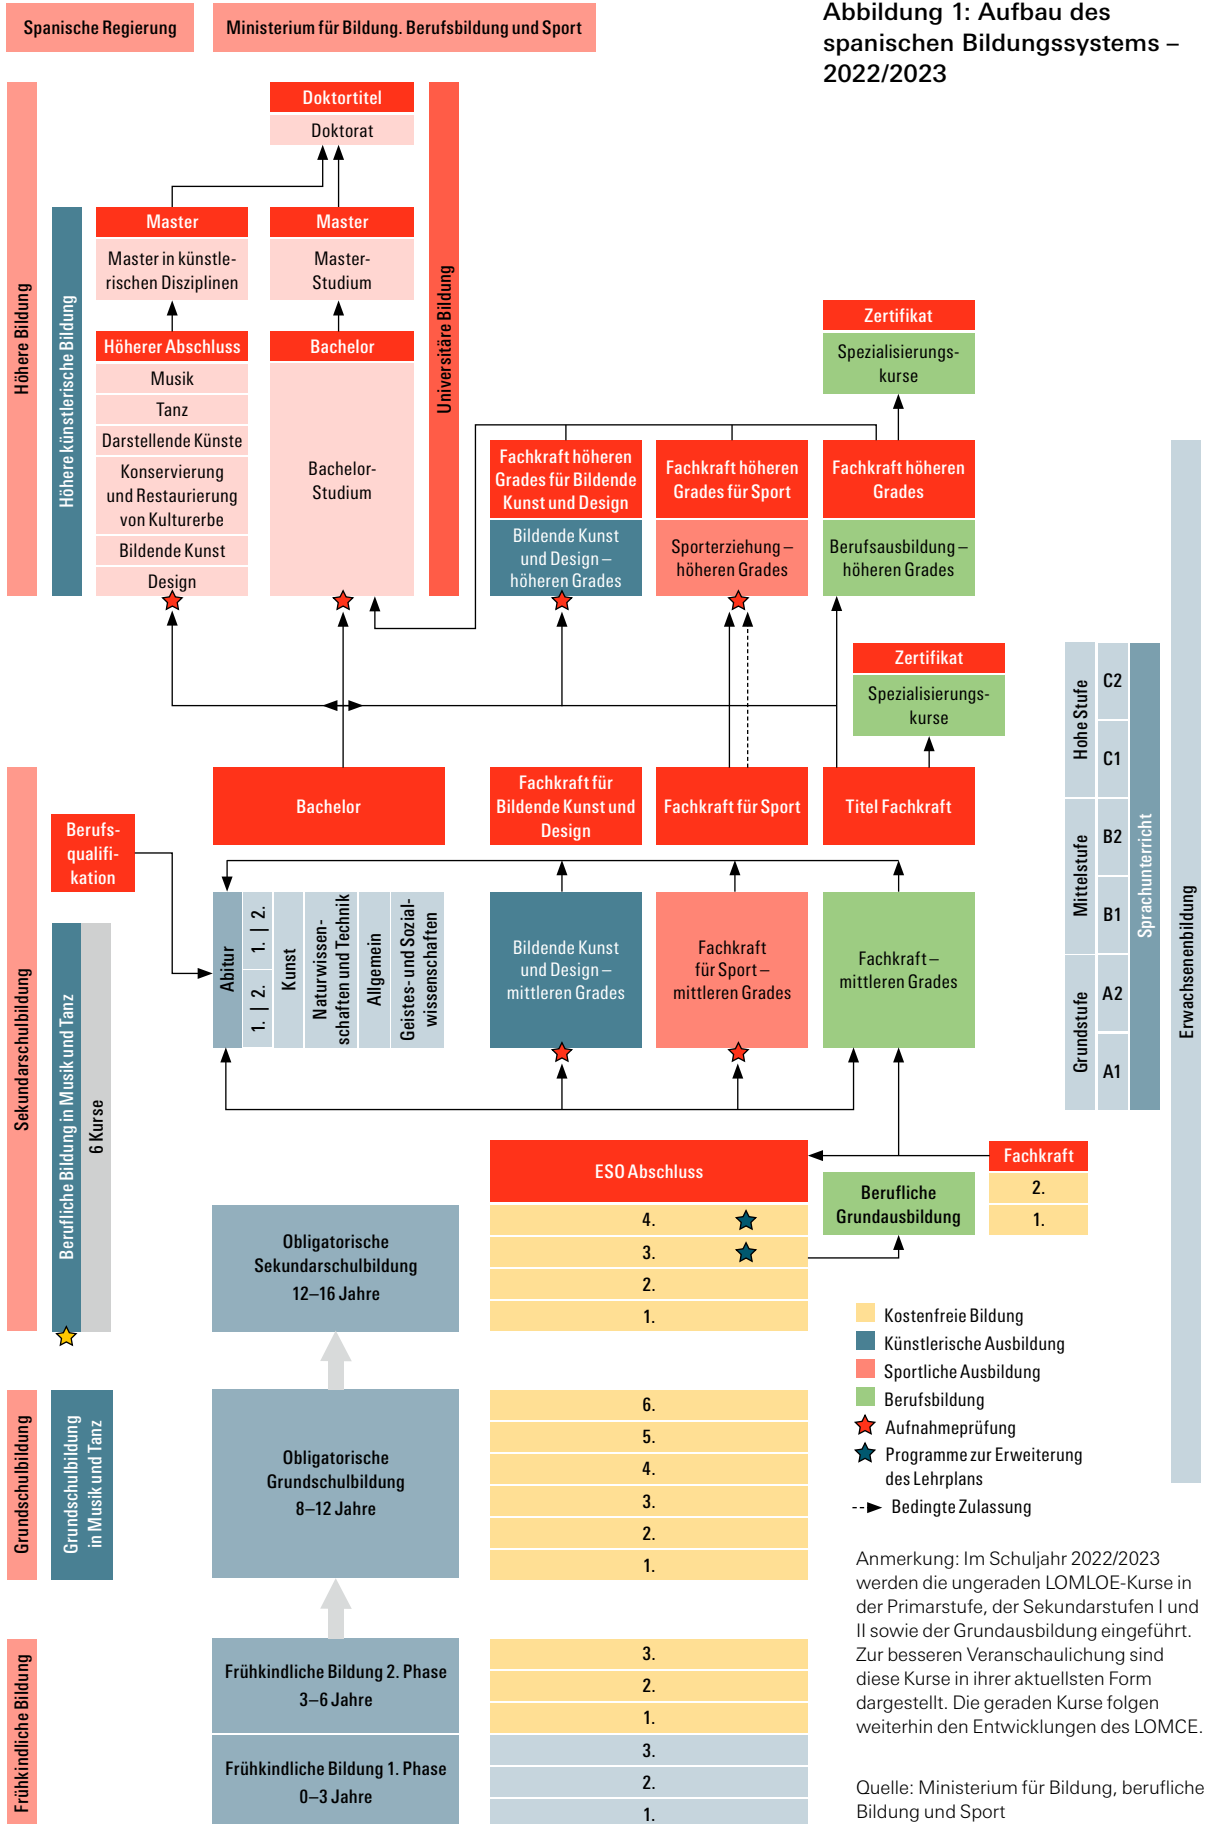 Spanische Regierung
Ministerium für Bildung. Berufsbildung und Sport
Abbildung 1: Aufbau des
spanischen Bildungssystems –
2022/2023
Höhere Bildung
Höhere künstlerische Bildung
Universitäre Bildung
Doktortitel
Doktorat
Master
Master in künstle-
rischen Disziplinen
Master
Master-
Studium
Höherer Abschluss
Musik
Tanz
Darstellende Künste
Konservierung
und Restaurierung
von Kulturerbe
Bildende Kunst
Design
Bachelor
Bachelor-
Studium
Zertifikat
Spezialisierungs-
kurse
Fachkraft höheren
Grades für Bildende
Kunst und Design
Bildende Kunst
und Design –
höheren Grades
Fachkraft höheren
Grades für Sport
Sporterziehung –
höheren Grades
Fachkraft höheren
Grades
Berufsausbildung –
höheren Grades
Zertifikat
Spezialisierungs-
kurse
Hohe Stufe
Mittelstufe
Grundstufe
C2
C1
B2
B1
A2
A1
Sprachunterricht
Erwachsenenbildung
Sekundarschulbildung
Berufs-
qualifi-
kation
Berufliche Bildung in Musik und Tanz
6 Kurse
Bachelor
Fachkraft für
Bildende Kunst und
Design
Fachkraft für Sport
Titel Fachkraft
Abitur
1. | 2.
1. | 2.
Kunst
Naturwissen-
schaften und Technik
Allgemein
Geistes- und Sozial-
wissenschaften
Bildende Kunst
und Design –
mittleren Grades
Fachkraft
für Sport –
mittleren Grades
Fachkraft –
mittleren Grades
ESO Abschluss
4.
3.
2.
1.
Berufliche
Grundausbildung
Fachkraft
2.
1.
Obligatorische
Sekundarschulbildung
12–16 Jahre
Kostenfreie Bildung
Künstlerische Ausbildung
Sportliche Ausbildung
Berufsbildung
Aufnahmeprüfung
Programme zur Erweiterung
des Lehrplans
Bedingte Zulassung
Grundschulbildung
Grundschulbildung
in Musik und Tanz
Obligatorische
Grundschulbildung
8–12 Jahre
6.
5.
4.
3.
2.
1.
Frühkindliche Bildung
Frühkindliche Bildung 2. Phase
3–6 Jahre
3.
2.
1.
Frühkindliche Bildung 1. Phase
0–3 Jahre
3.
2.
1.
Anmerkung: Im Schuljahr 2022/2023
werden die ungeraden LOMLOE-Kurse in
der Primarstufe, der Sekundarstufen I und
II sowie der Grundausbildung eingeführt.
Zur besseren Veranschaulichung sind
diese Kurse in ihrer aktuellsten Form
dargestellt. Die geraden Kurse folgen
weiterhin den Entwicklungen des LOMCE.
Quelle: Ministerium für Bildung, berufliche
Bildung und Sport